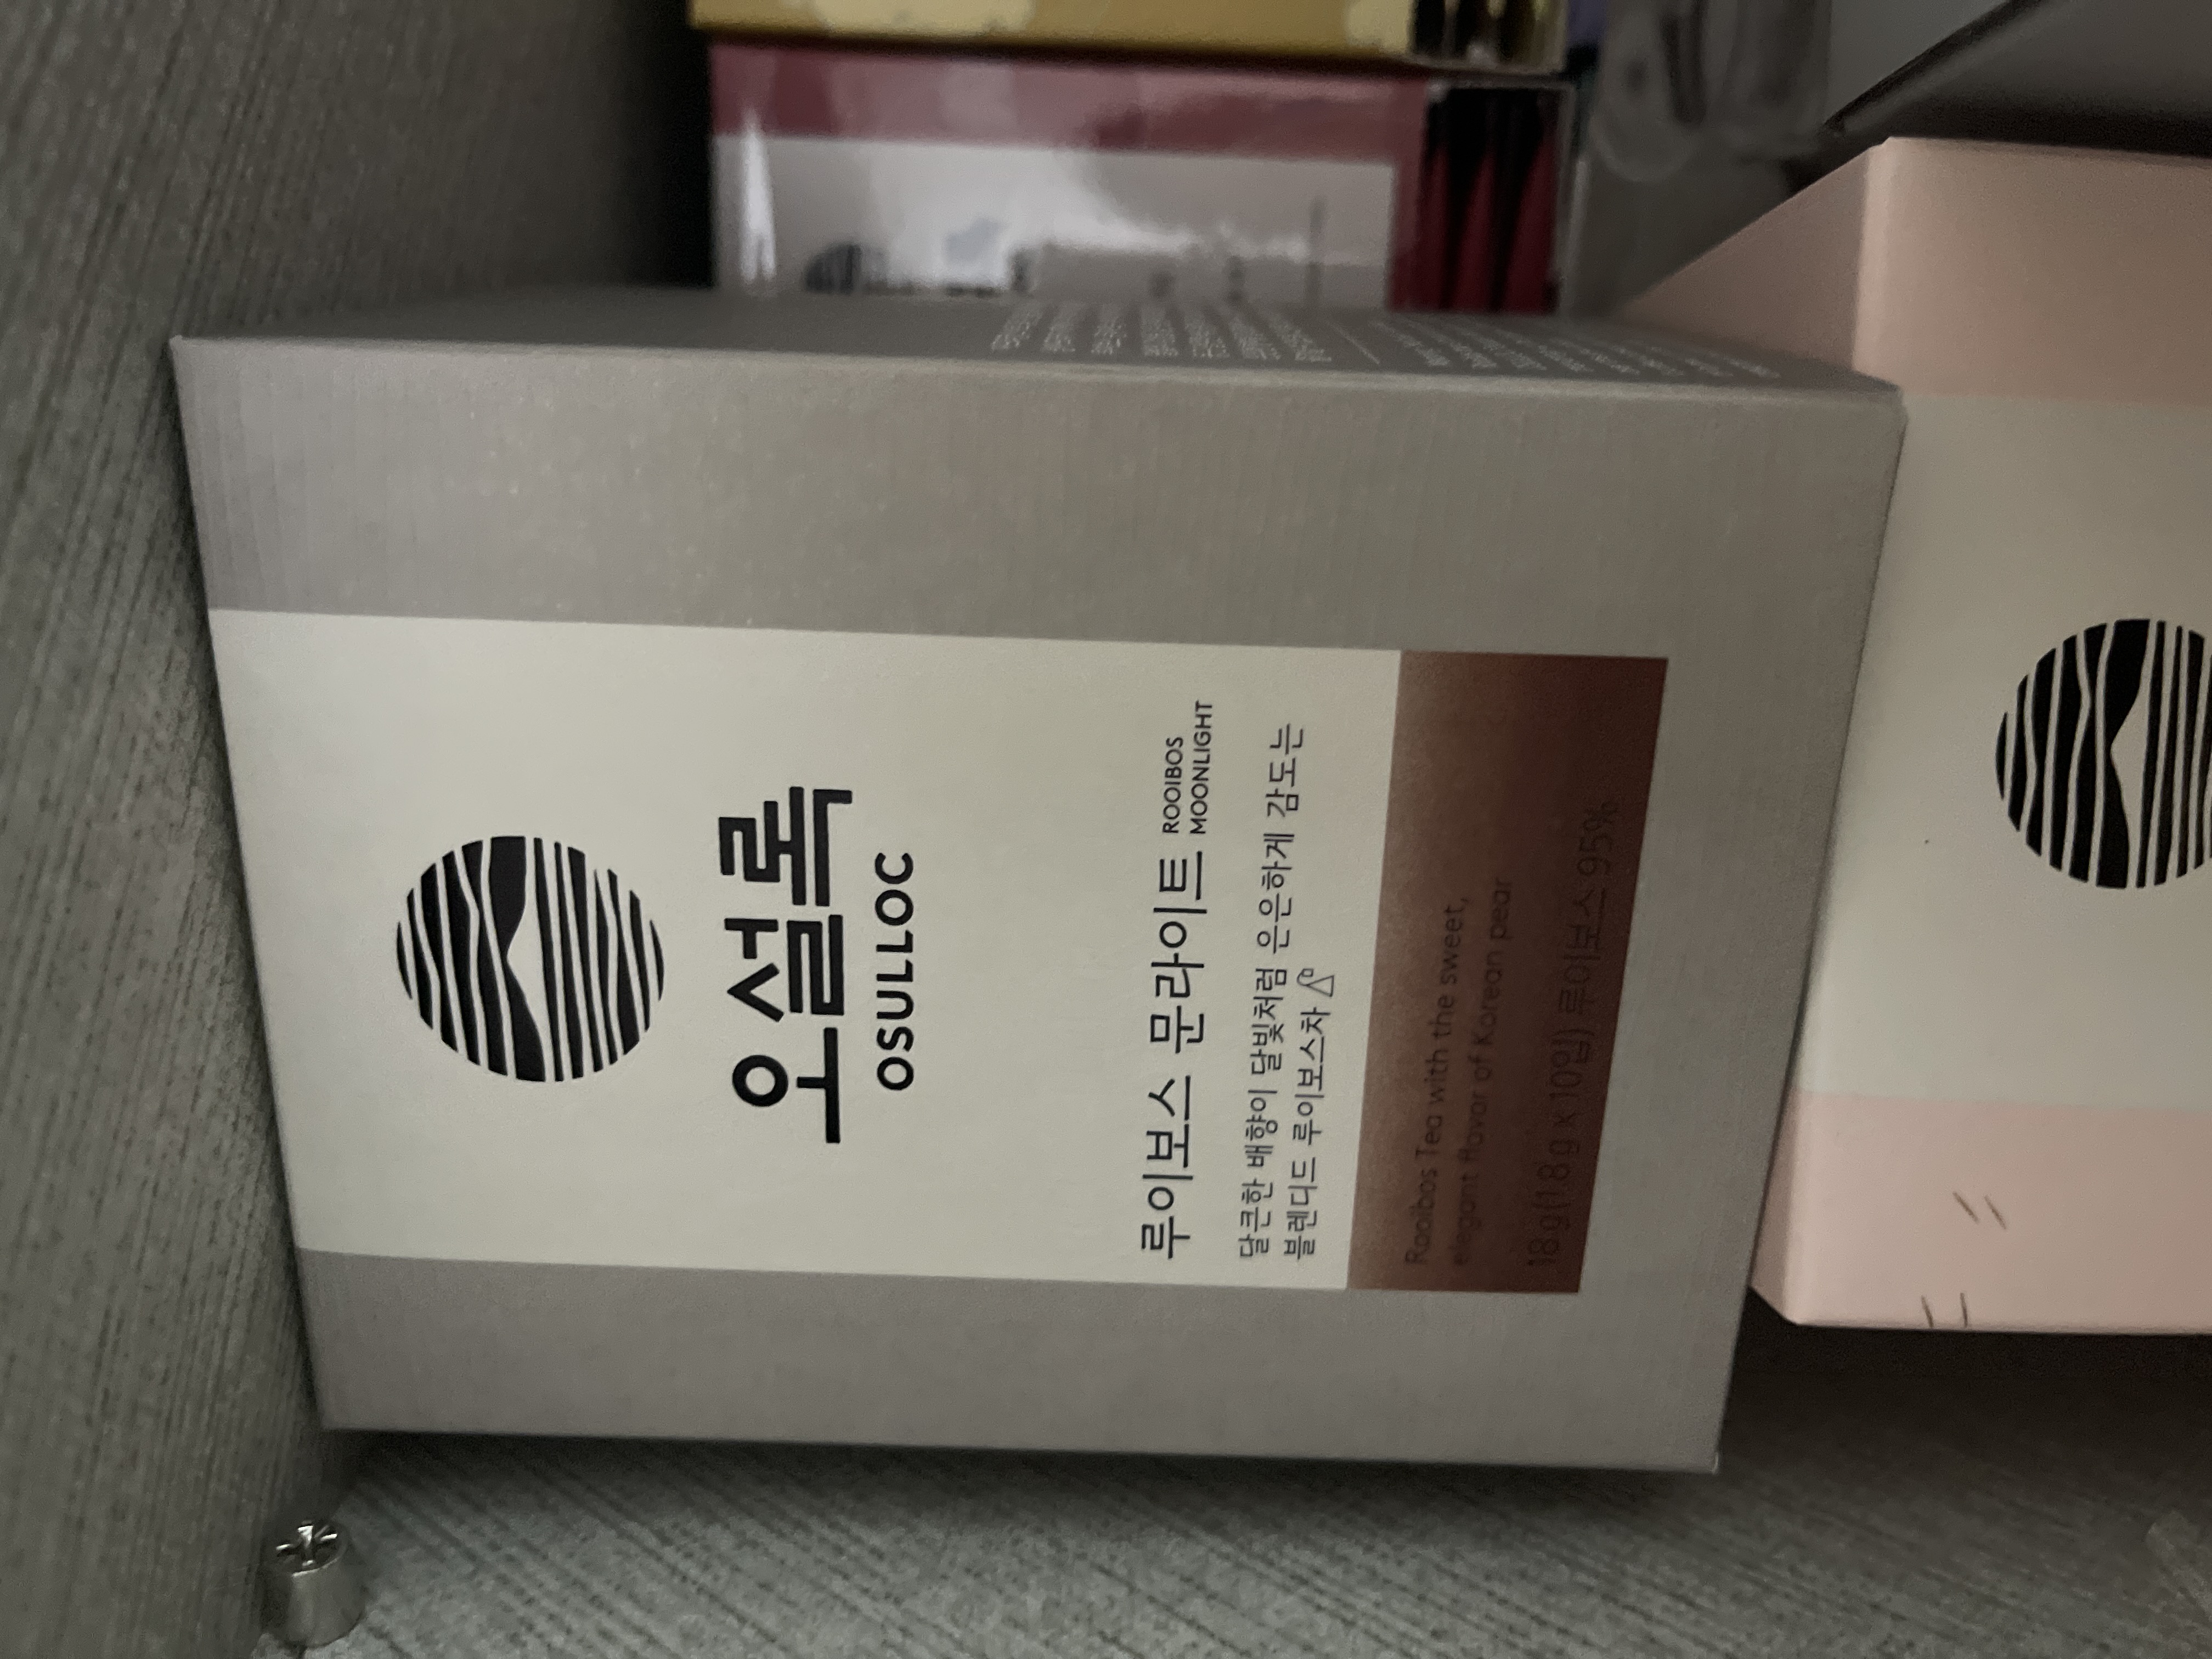 오설록
OSULLOC
루이보스 문라이트 ROOIBOS
MOONLIGHT
달큰한 배향이 달빛처럼 은은하게 감도는
블렌디드 루이보스차
Rooibos Tea with the sweet,
elegant flavor of Korean pear
18g(1.8g x 10입) 루이보스 95%